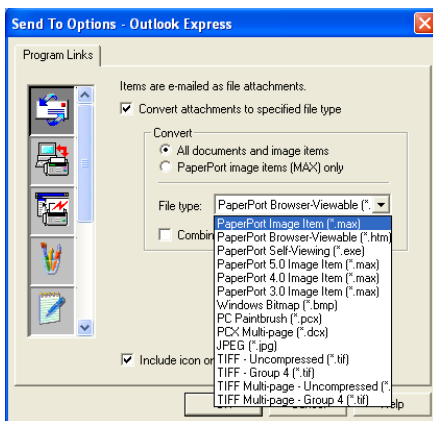 Send To Options - Outlook Express
Program Links
Items are e-mailed as file attachments.
Convert attachments to specified file type
Convert
All documents and image items
PaperPort image items (MAX) only
File type: PaperPort Browser-Viewable (*.
PaperPort Image Item (*.max)
PaperPort Browser-Viewable (*.htm)
PaperPort Self-Viewing (*.exe)
Combin
PaperPort 5.0 Image Item (*.max)
PaperPort 4.0 Image Item (*.max)
PaperPort 3.0 Image Item (*.max)
Windows Bitmap (*.bmp)
PC Paintbrush (*.pcx)
PCX Multi-page (*.dcx)
JPEG (*.jpg)
Include icon or
TIFF - Uncompressed (*.tif)
TIFF - Group 4 (*.tif)
TIFF Multi-page - Uncompressed (*.
TIFF Multi-page - Group 4 (*.tif)